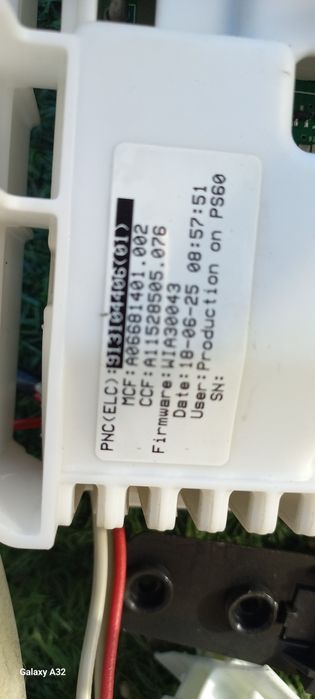 PNC(ELC):913104406(01)
MCF:A06681401.002
CCF:A11528505.076
Firmware:WIA30043
Date:18-06-25 08:57:51
User:Production on PS60
SN:
Galaxy A32